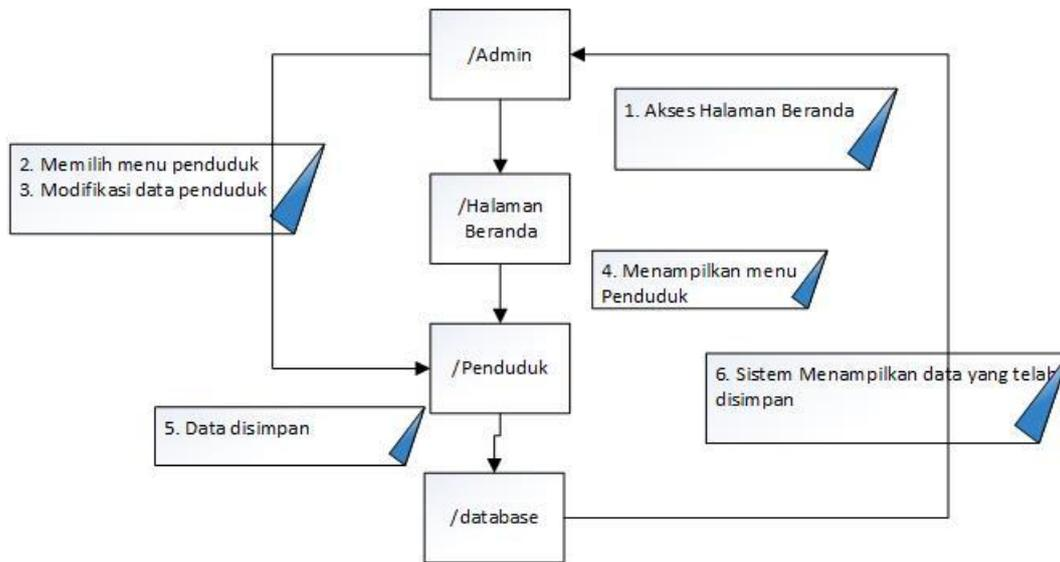 /Admin
1. Akses Halaman Beranda
2. Memilih menu penduduk
3. Modifikasi data penduduk
/Halaman
Beranda
4. Menampilkan menu
Penduduk
/Penduduk
6. Sistem Menampilkan data yang telah
disimpan
5. Data disimpan
/database